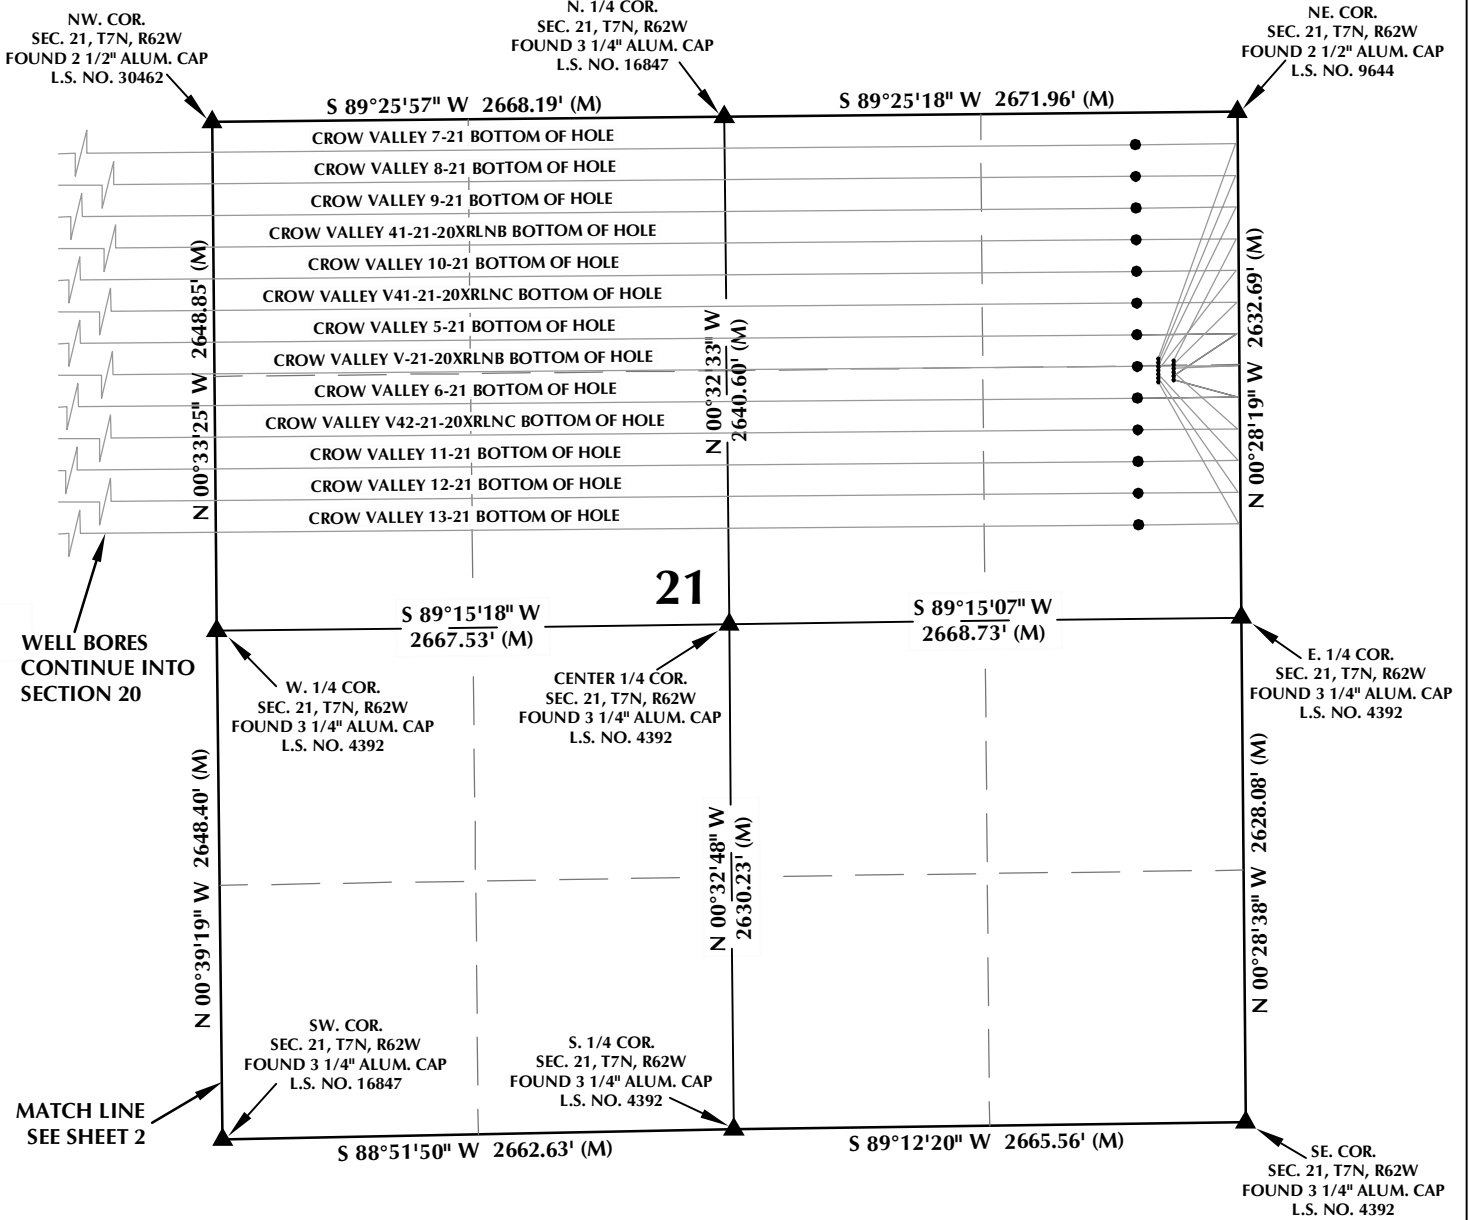 NW. COR.
SEC. 21, T7N, R62W
FOUND 2 1/2" ALUM. CAP
L.S. NO. 30462
N. 1/4 COR.
SEC. 21, T7N, R62W
FOUND 3 1/4" ALUM. CAP
L.S. NO. 16847
NE. COR.
SEC. 21, T7N, R62W
FOUND 2 1/2" ALUM. CAP
L.S. NO. 9644
S 89°25'57" W 2668.19' (M)
S 89°25'18" W 2671.96' (M)
CROW VALLEY 7-21 BOTTOM OF HOLE
CROW VALLEY 8-21 BOTTOM OF HOLE
CROW VALLEY 9-21 BOTTOM OF HOLE
CROW VALLEY 41-21-20XRLNB BOTTOM OF HOLE
CROW VALLEY 10-21 BOTTOM OF HOLE
CROW VALLEY V41-21-20XRLNC BOTTOM OF HOLE
CROW VALLEY 5-21 BOTTOM OF HOLE
CROW VALLEY V-21-20XRLNB BOTTOM OF HOLE
CROW VALLEY 6-21 BOTTOM OF HOLE
CROW VALLEY V42-21-20XRLNC BOTTOM OF HOLE
CROW VALLEY 11-21 BOTTOM OF HOLE
CROW VALLEY 12-21 BOTTOM OF HOLE
CROW VALLEY 13-21 BOTTOM OF HOLE
N 00°33'25" W 2648.85' (M)
N 00°32'33" W
2640.60' (M)
N 00°28'19" W 2632.69' (M)
21
S 89°15'18" W
2667.53' (M)
S 89°15'07" W
2668.73' (M)
WELL BORES
CONTINUE INTO
SECTION 20
W. 1/4 COR.
SEC. 21, T7N, R62W
FOUND 3 1/4" ALUM. CAP
L.S. NO. 4392
CENTER 1/4 COR.
SEC. 21, T7N, R62W
FOUND 3 1/4" ALUM. CAP
L.S. NO. 4392
E. 1/4 COR.
SEC. 21, T7N, R62W
FOUND 3 1/4" ALUM. CAP
L.S. NO. 4392
N 00°39'19" W 2648.40' (M)
N 00°32'48" W
2630.23' (M)
N 00°28'38" W 2628.08' (M)
SW. COR.
SEC. 21, T7N, R62W
FOUND 3 1/4" ALUM. CAP
L.S. NO. 16847
S. 1/4 COR.
SEC. 21, T7N, R62W
FOUND 3 1/4" ALUM. CAP
L.S. NO. 4392
MATCH LINE
SEE SHEET 2
S 88°51'50" W 2662.63' (M)
S 89°12'20" W 2665.56' (M)
SE. COR.
SEC. 21, T7N, R62W
FOUND 3 1/4" ALUM. CAP
L.S. NO. 4392